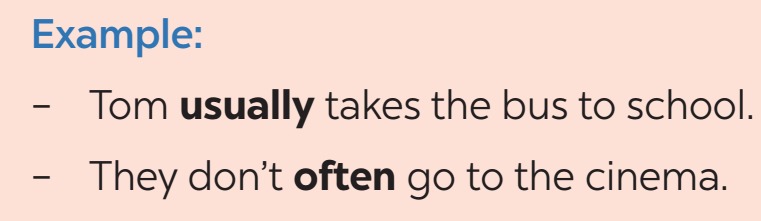 Example:
– Tom usually takes the bus to school.
– They don’t often go to the cinema.